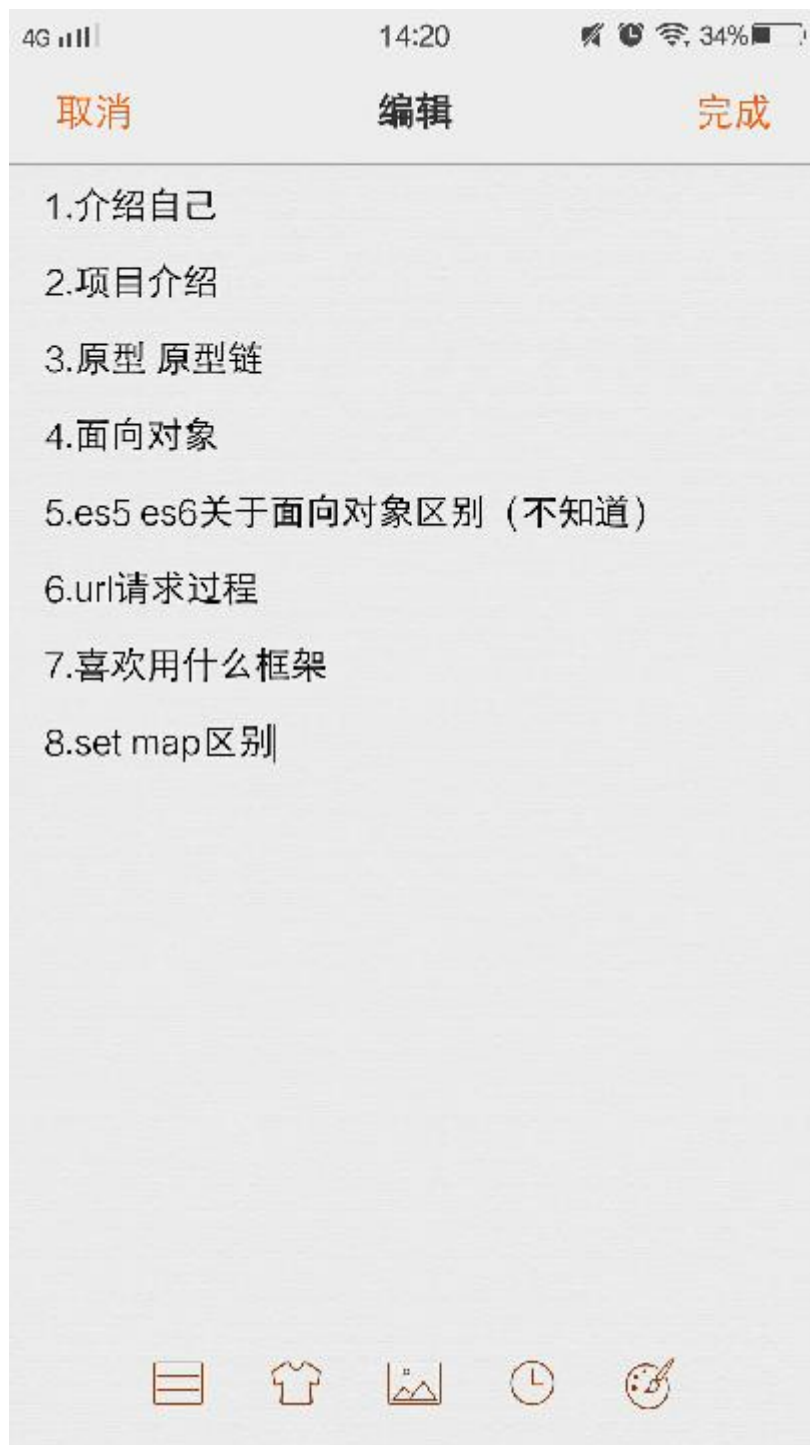 4G 14:20 34%
取消 编辑 完成
1.介绍自己
2.项目介绍
3.原型 原型链
4.面向对象
5.es5 es6关于面向对象区别（不知道）
6.url请求过程
7.喜欢用什么框架
8.set map区别